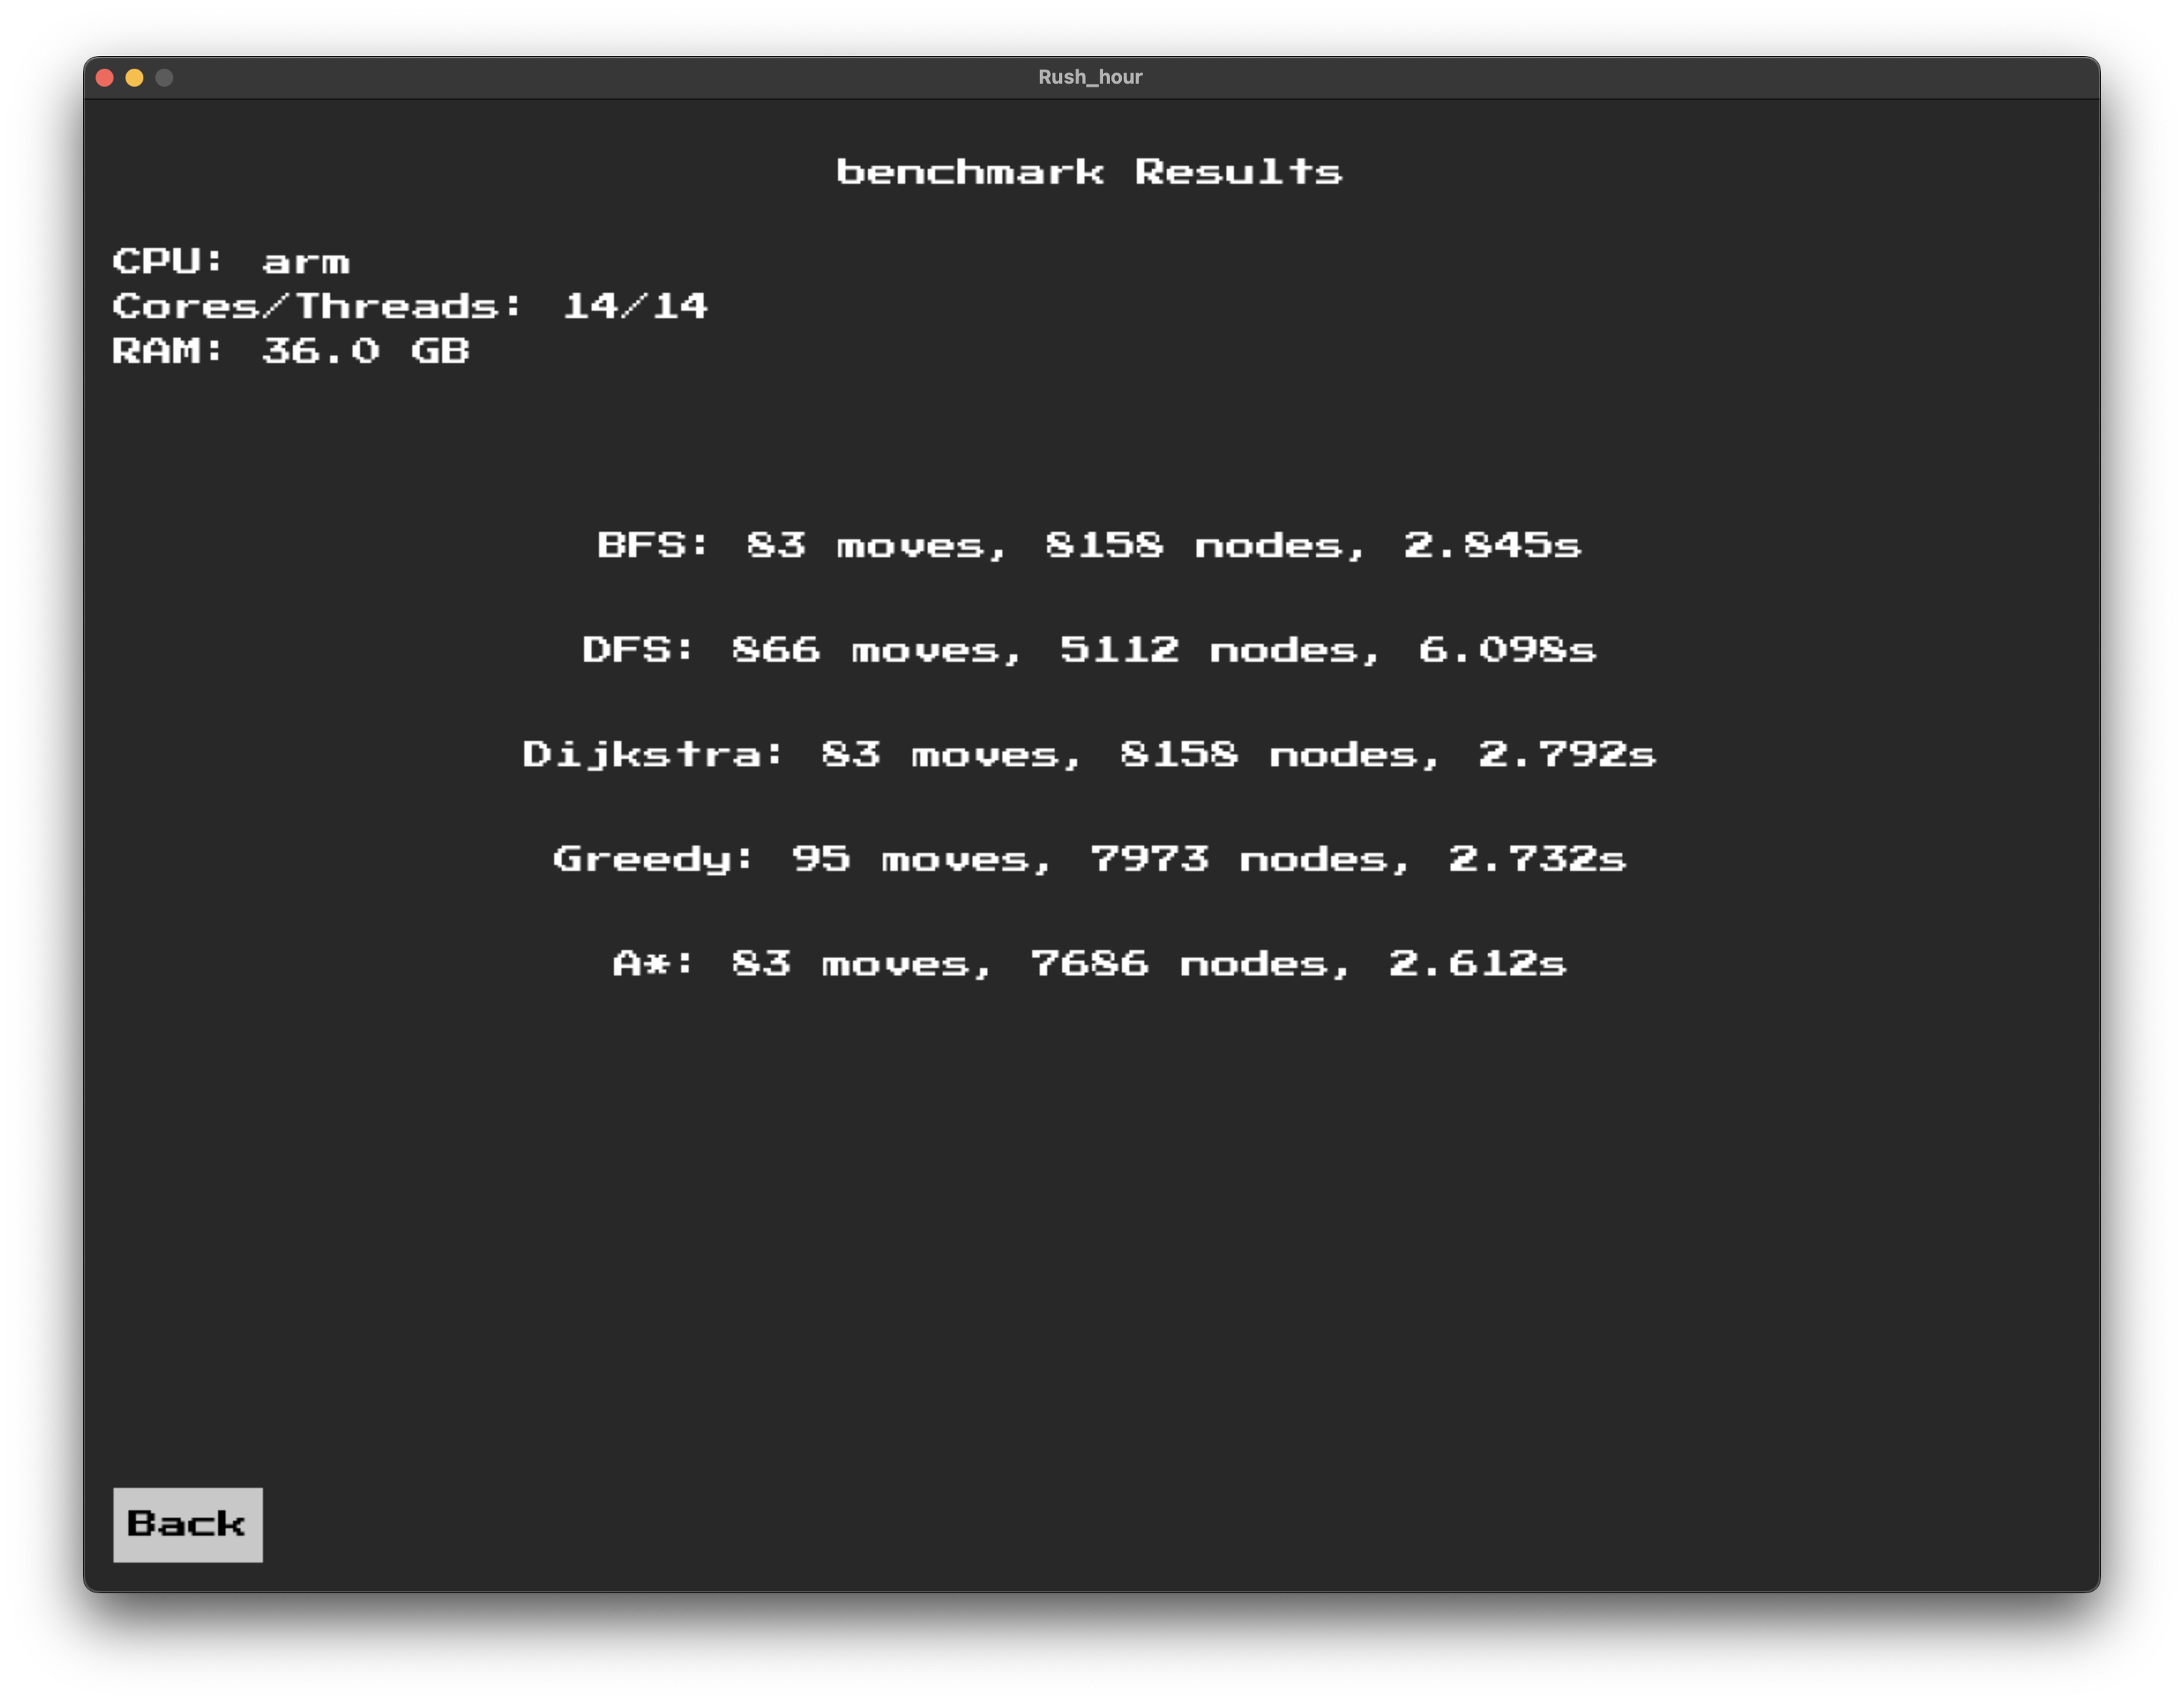 Rush_hour
benchmark Results
CPU: arm
Cores/Threads: 14/14
RAM: 36.0 GB
BFS: 83 moves, 8158 nodes, 2.845s
DFS: 866 moves, 5112 nodes, 6.098s
Dijkstra: 83 moves, 8158 nodes, 2.792s
Greedy: 95 moves, 7973 nodes, 2.732s
A*: 83 moves, 7686 nodes, 2.612s
Back